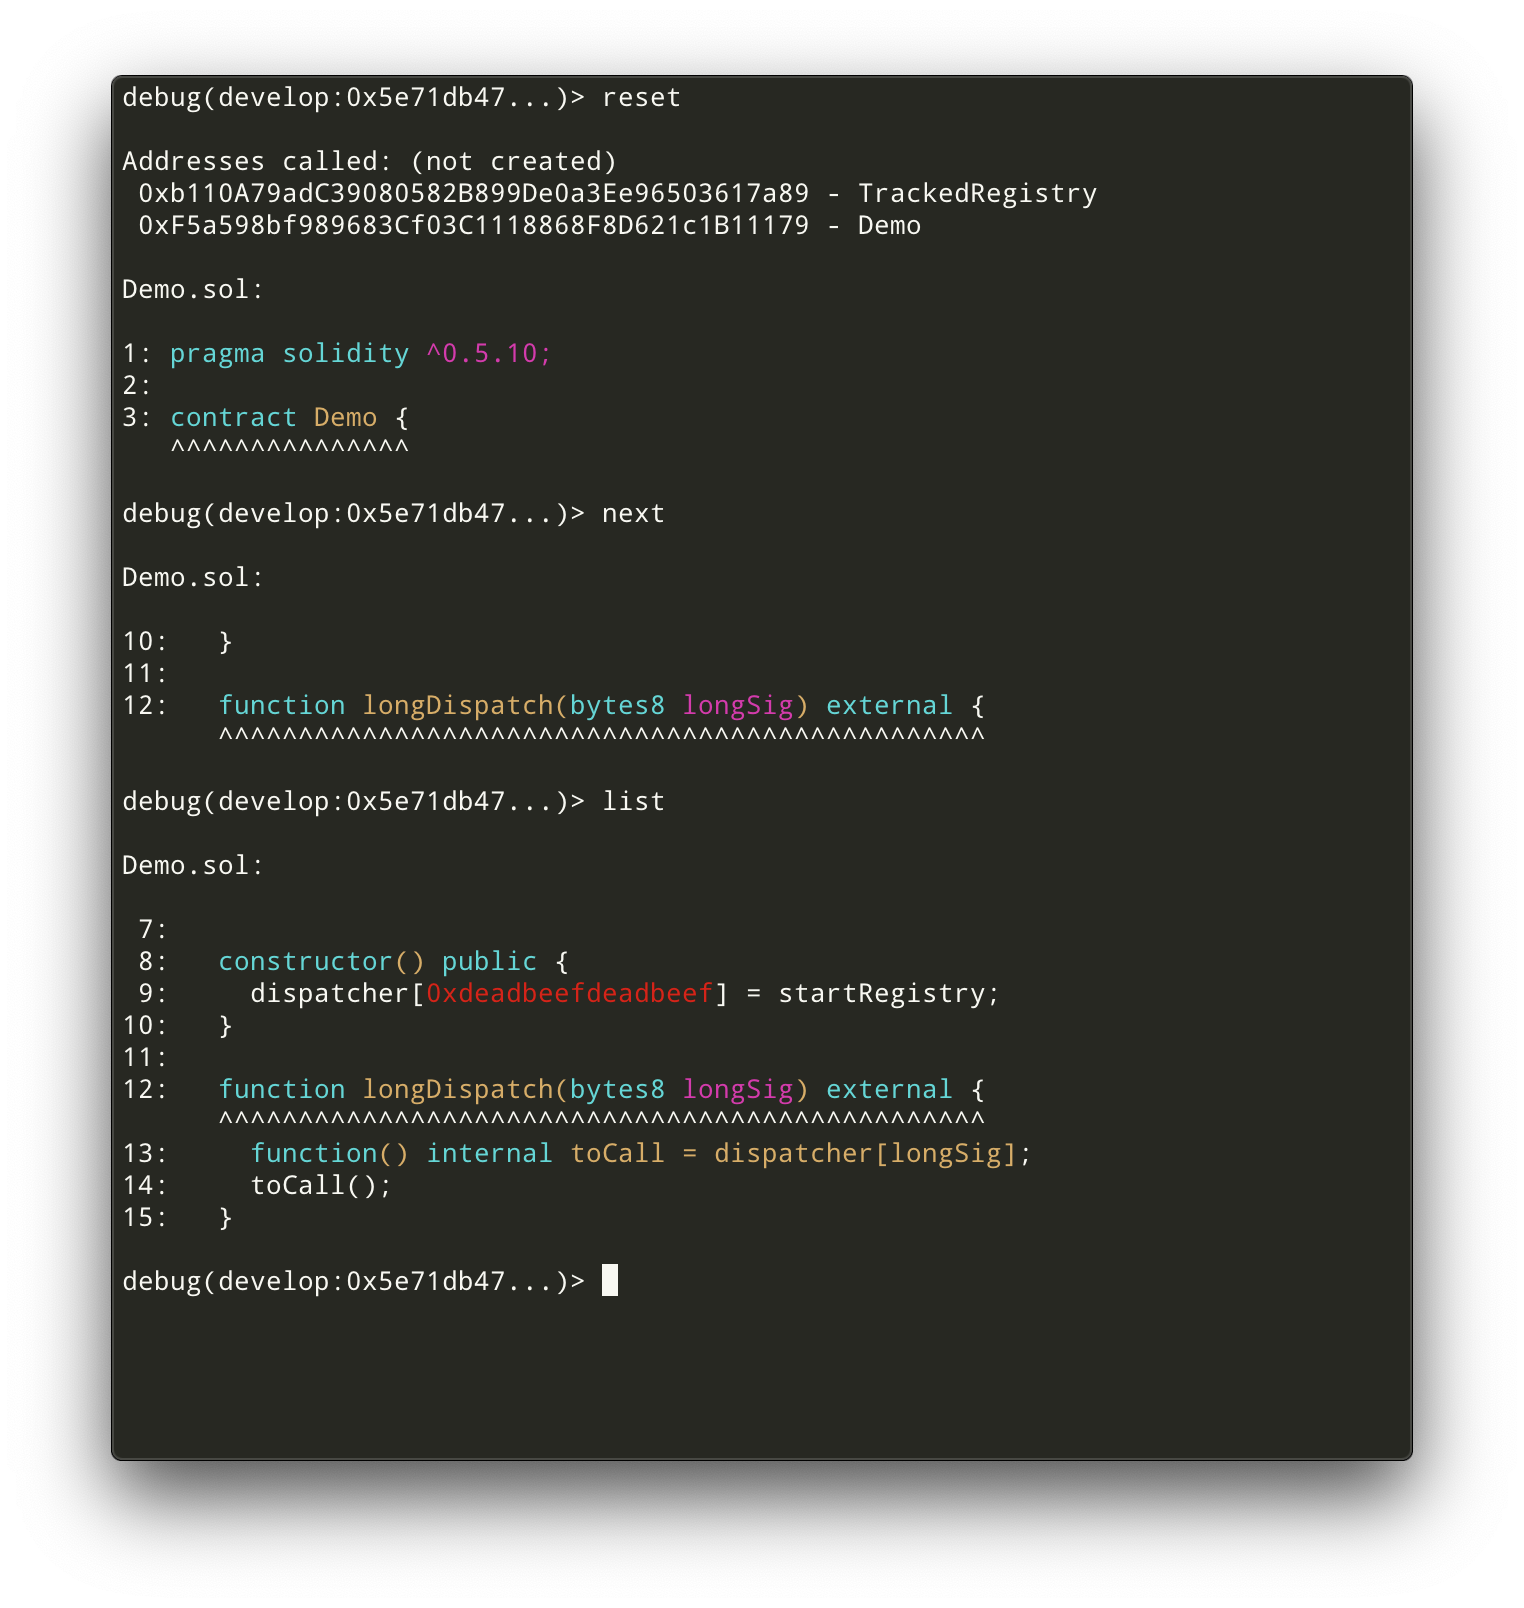 debug(develop:0x5e71db47...)> reset

Addresses called: (not created)
 0xb110A79adC39080582B899De0a3Ee96503617a89 - TrackedRegistry
 0xF5a598bf989683Cf03C1118868F8D621c1B11179 - Demo

Demo.sol:

1: pragma solidity ^0.5.10;
2:
3: contract Demo {
   ^^^^^^^^^^^^^^^

debug(develop:0x5e71db47...)> next

Demo.sol:

10:   }
11:
12:   function longDispatch(bytes8 longSig) external {
      ^^^^^^^^^^^^^^^^^^^^^^^^^^^^^^^^^^^^^^^^^^^^^^^^

debug(develop:0x5e71db47...)> list

Demo.sol:

 7:
 8:   constructor() public {
 9:     dispatcher[0xdeadbeefdeadbeef] = startRegistry;
10:   }
11:
12:   function longDispatch(bytes8 longSig) external {
      ^^^^^^^^^^^^^^^^^^^^^^^^^^^^^^^^^^^^^^^^^^^^^^^^
13:     function() internal toCall = dispatcher[longSig];
14:     toCall();
15:   }

debug(develop:0x5e71db47...)>